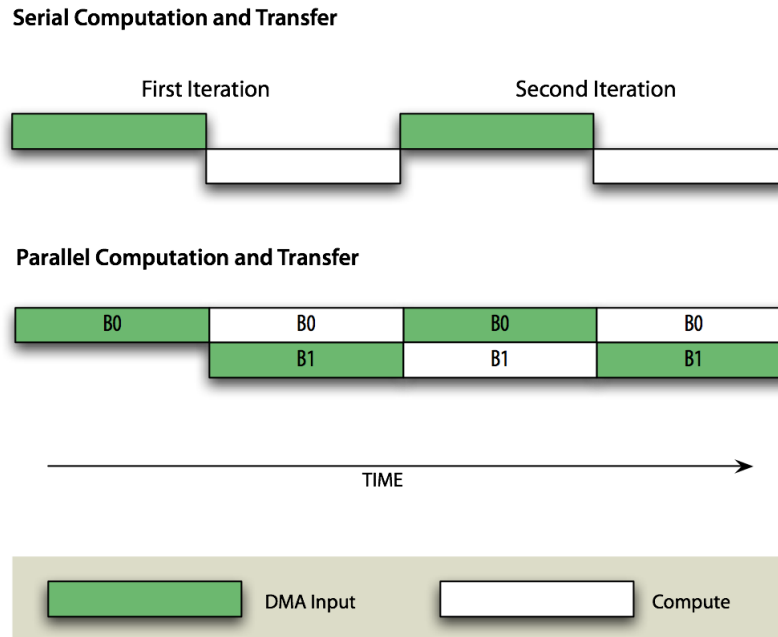 Serial Computation and Transfer
First Iteration Second Iteration
Parallel Computation and Transfer
B0 B0 B0 B0
B1 B1 B1
TIME
DMA Input Compute